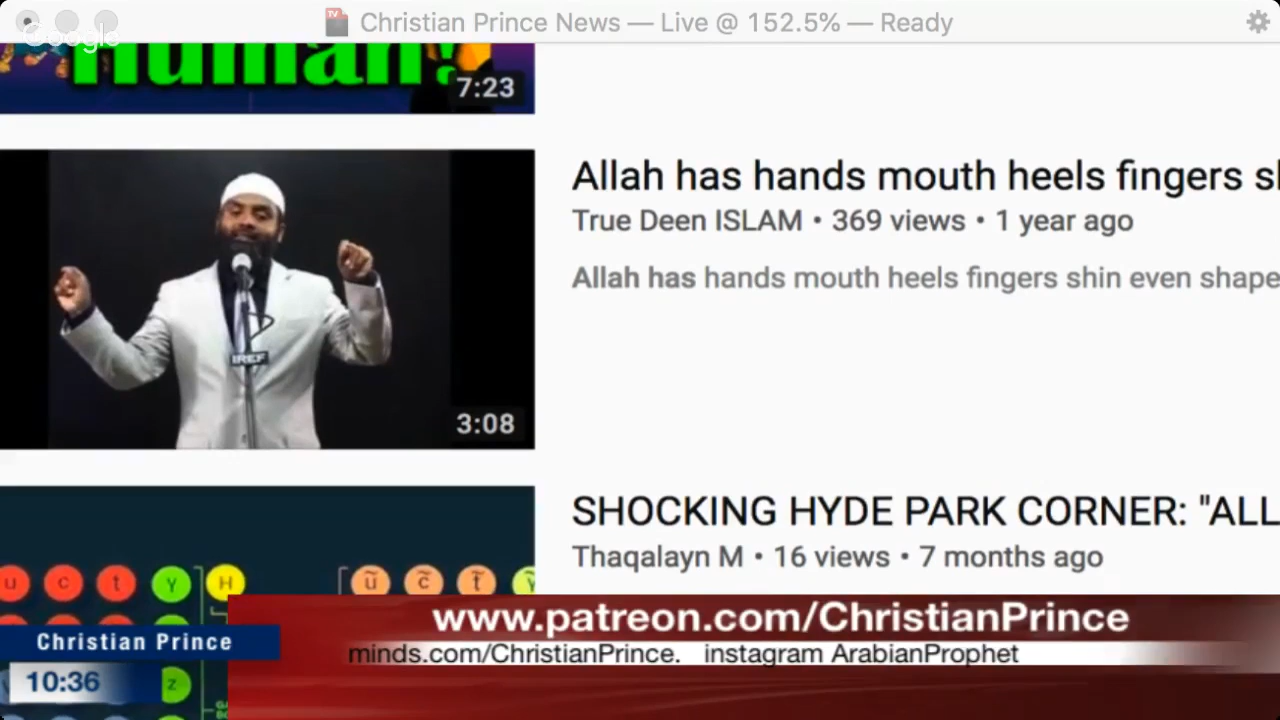 Christian Prince News — Live @ 152.5% — Ready
Google
Human!
7:23
Allah has hands mouth heels fingers
True Deen ISLAM • 369 views • 1 year ago
Allah has hands mouth heels fingers shin even shape
IREF
3:08
SHOCKING HYDE PARK CORNER: "ALL
Thaqalayn M • 16 views • 7 months ago
u c t γ H ũ c̃ t̃ γ̃
www.patreon.com/ChristianPrince
Christian Prince
minds.com/ChristianPrince. instagram ArabianProphet
10:36
z